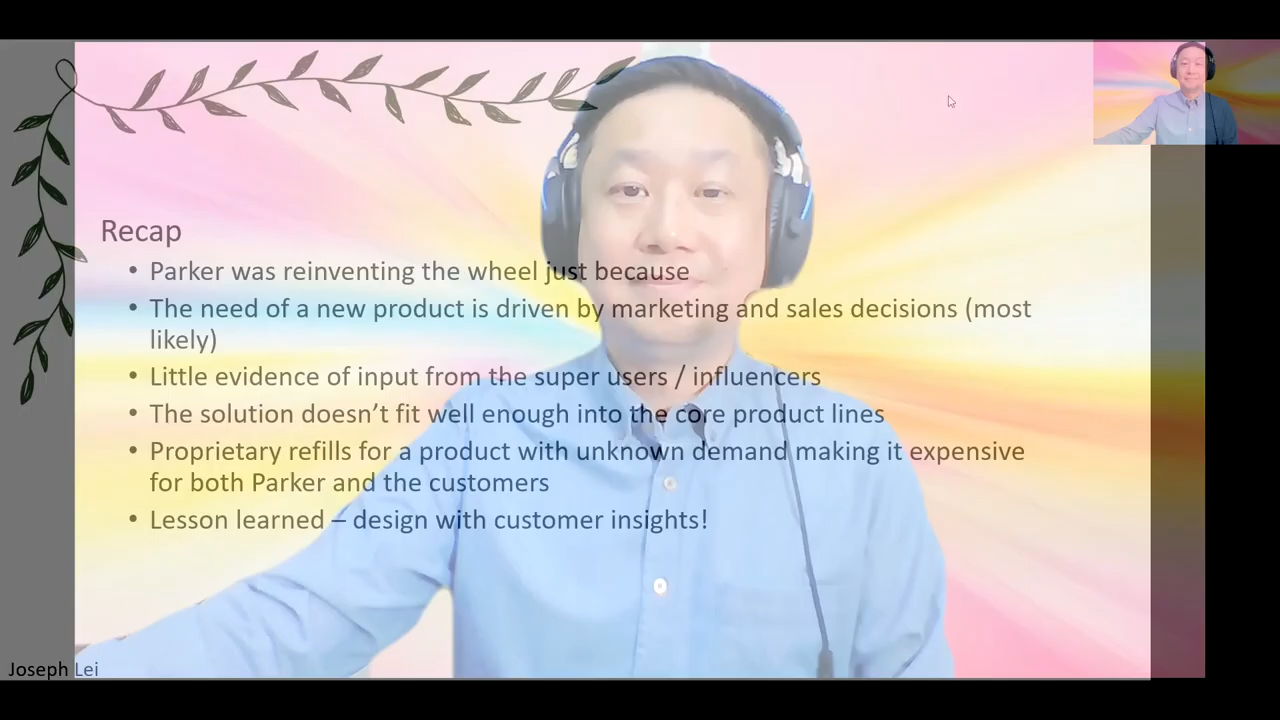 Recap
• Parker was reinventing the wheel just because
• The need of a new product is driven by marketing and sales decisions (most
likely)
• Little evidence of input from the super users / influencers
• The solution doesn’t fit well enough into the core product lines
• Proprietary refills for a product with unknown demand making it expensive
for both Parker and the customers
• Lesson learned – design with customer insights!
Joseph Lei